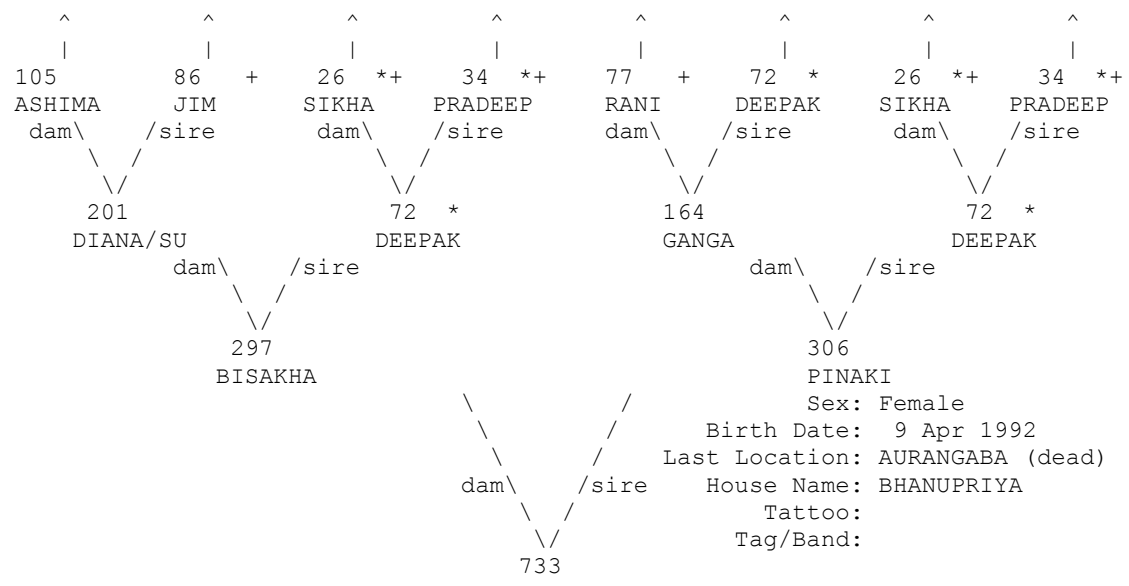 ^ ^ ^ ^ ^ ^ ^ ^
| | | | | | | |
105 86 + 26 *+ 34 *+ 77 + 72 * 26 *+ 34 *+
ASHIMA JIM SIKHA PRADEEP RANI DEEPAK SIKHA PRADEEP
dam\ /sire dam\ /sire dam\ /sire dam\ /sire
\ / \ / \ / \ /
\/ \/ \/ \/
201 72 * 164 72 *
DIANA/SU DEEPAK GANGA DEEPAK
dam\ /sire dam\ /sire
\ / \ /
\/ \/
297 306
BISAKHA PINAKI
\ / Sex: Female
\ / Birth Date: 9 Apr 1992
\ / Last Location: AURANGABA (dead)
dam\ /sire House Name: BHANUPRIYA
\ / Tattoo:
\/ Tag/Band:
733